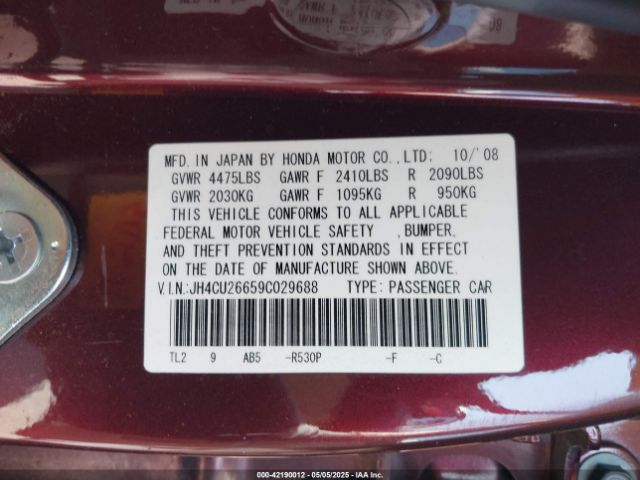 MFD. IN JAPAN BY HONDA MOTOR CO., LTD; 10/'08
GVWR 4475LBS GAWR F 2410LBS R 2090LBS
GVWR 2030KG GAWR F 1095KG R 950KG
THIS VEHICLE CONFORMS TO ALL APPLICABLE
FEDERAL MOTOR VEHICLE SAFETY , BUMPER,
AND THEFT PREVENTION STANDARDS IN EFFECT
ON THE DATE OF MANUFACTURE SHOWN ABOVE.
V.I.N.:JH4CU26659C029688 TYPE: PASSENGER CAR
TL2 9 AB5 -R530P -F -C
000-42190012 - 05/05/2025 - IAAI.COM